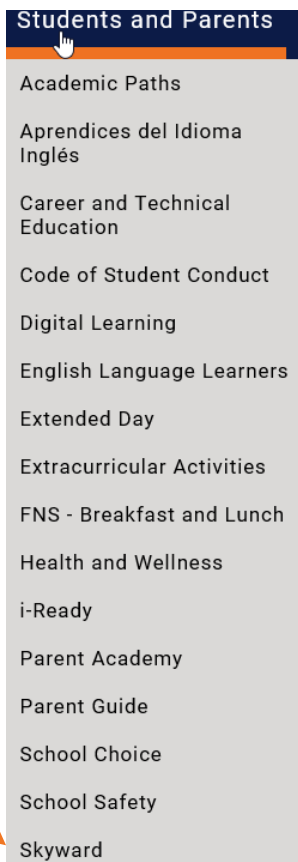 Students and Parents
Academic Paths
Aprendices del Idioma
Inglés
Career and Technical
Education
Code of Student Conduct
Digital Learning
English Language Learners
Extended Day
Extracurricular Activities
FNS - Breakfast and Lunch
Health and Wellness
i-Ready
Parent Academy
Parent Guide
School Choice
School Safety
Skyward